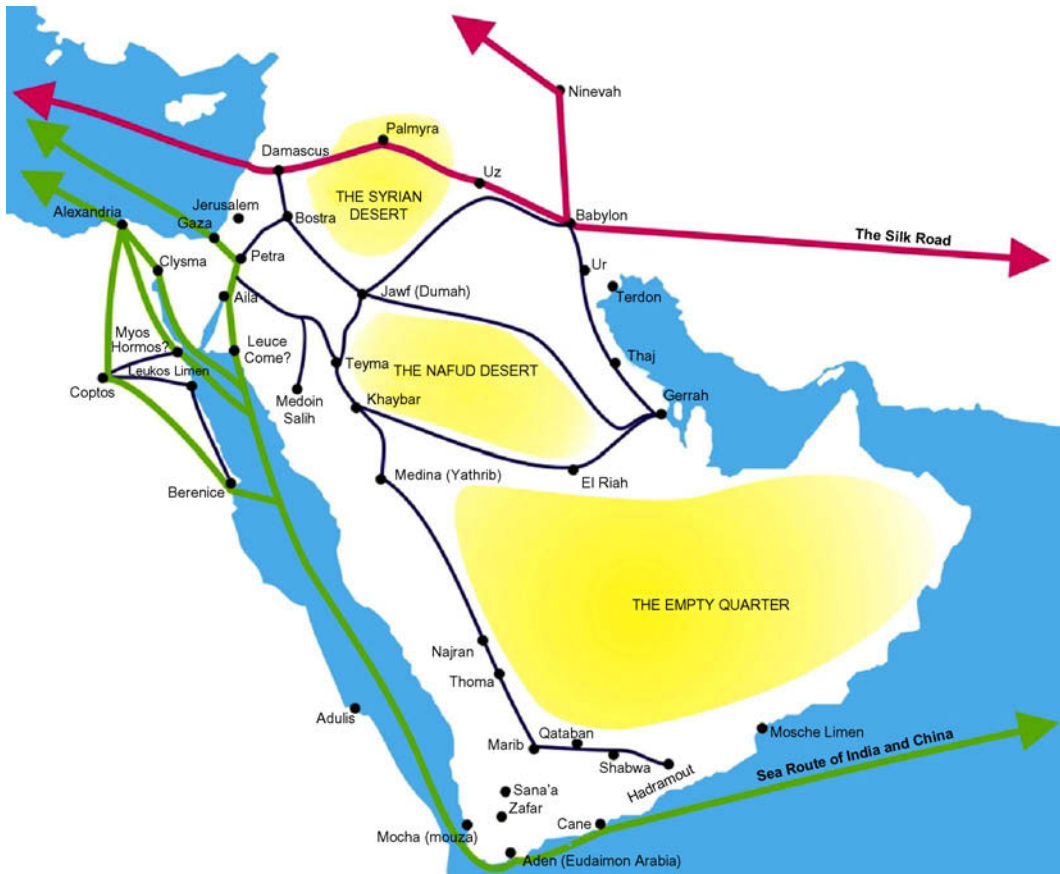 Ninevah
Palmyra
Damascus
Uz
THE SYRIAN
DESERT
Jerusalem
Alexandria
Gaza
Bostra
Babylon
The Silk Road
Clysma
Petra
Ur
Aila
Jawf (Dumah)
Terdon
Myos
Hormos?
Leuce
Come?
Leukos Limen
Teyma
Thaj
THE NAFUD DESERT
Coptos
Medoin
Salih
Khaybar
Gerrah
Medina (Yathrib)
El Riah
Berenice
THE EMPTY QUARTER
Najran
Thoma
Adulis
Qataban
Marib
Shabwa
Hadramout
Mosche Limen
Sea Route of India and China
Sana'a
Zafar
Cane
Mocha (mouza)
Aden (Eudaimon Arabia)